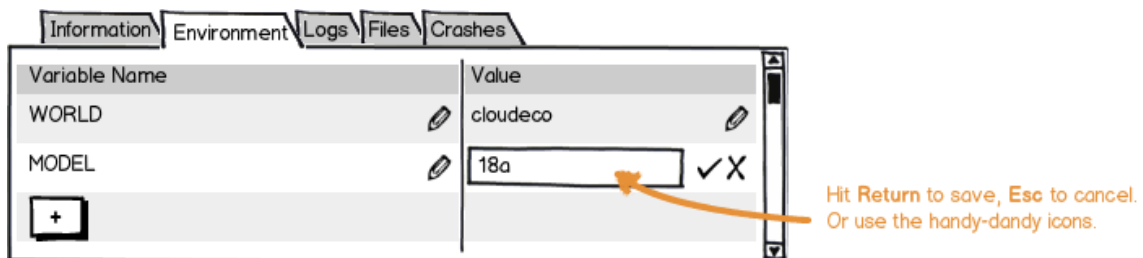 Information Environment Logs Files Crashes
Variable Name Value
WORLD cloudeco
MODEL 18a X
+
Hit Return to save, Esc to cancel.
Or use the handy-dandy icons.